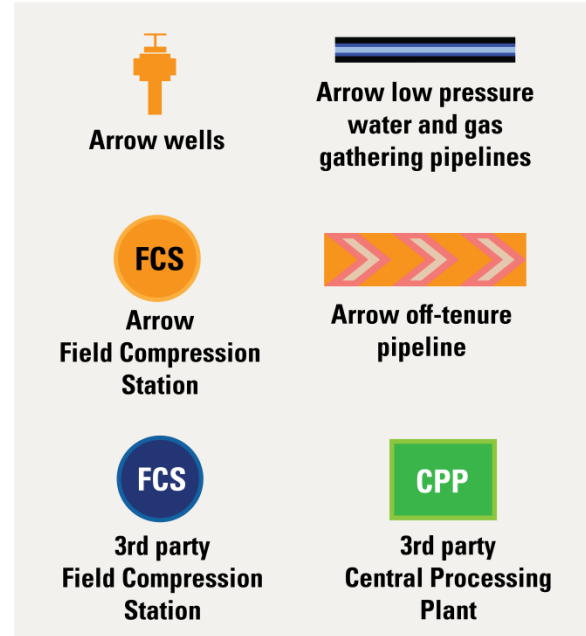 Arrow wells
Arrow low pressure
water and gas
gathering pipelines
FCS
Arrow
Field Compression
Station
Arrow off-tenure
pipeline
FCS
3rd party
Field Compression
Station
CPP
3rd party
Central Processing
Plant